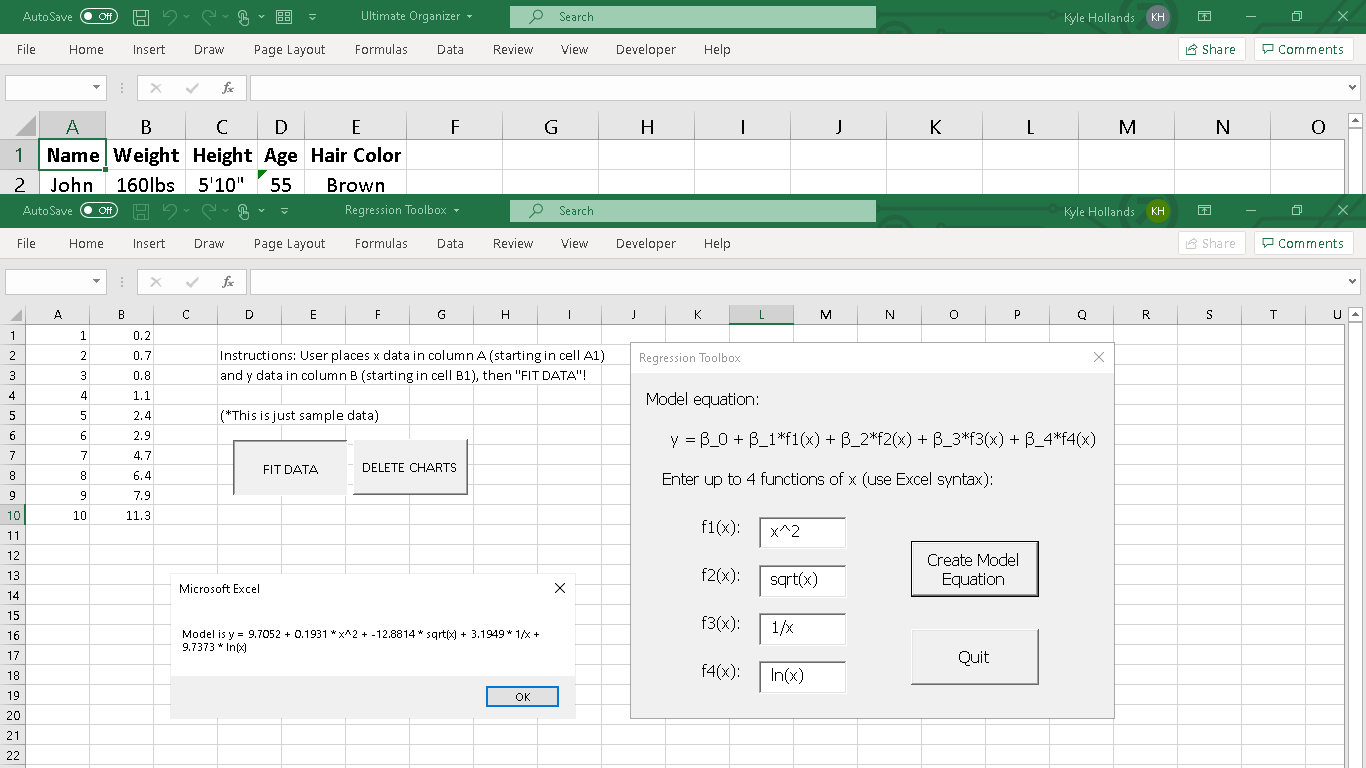 AutoSave Off Ultimate Organizer Search Kyle Hollands KH
File Home Insert Draw Page Layout Formulas Data Review View Developer Help Share Comments
fx
A B C D E F G H I J K L M N O
1 Name Weight Height Age Hair Color
2 John 160lbs 5'10" 55 Brown
AutoSave Off Regression Toolbox Search Kyle Hollands KH
File Home Insert Draw Page Layout Formulas Data Review View Developer Help Share Comments
fx
A B C D E F G H I J K L M N O P Q R S T U
1 1 0.2
2 2 0.7 Instructions: User places x data in column A (starting in cell A1)
3 3 0.8 and y data in column B (starting in cell B1), then "FIT DATA"!
4 4 1.1
5 5 2.4 (*This is just sample data)
6 6 2.9
7 7 4.7
8 8 6.4
9 9 7.9
10 10 11.3
11
12
13
14
15
16
17
18
19
20
21
22
FIT DATA DELETE CHARTS
Microsoft Excel
Model is y = 9.7052 + 0.1931 * x^2 + -12.8814 * sqrt(x) + 3.1949 * 1/x +
9.7373 * ln(x)
OK
Regression Toolbox
Model equation:
y = β_0 + β_1*f1(x) + β_2*f2(x) + β_3*f3(x) + β_4*f4(x)
Enter up to 4 functions of x (use Excel syntax):
f1(x): x^2
f2(x): sqrt(x)
f3(x): 1/x
f4(x): ln(x)
Create Model
Equation
Quit